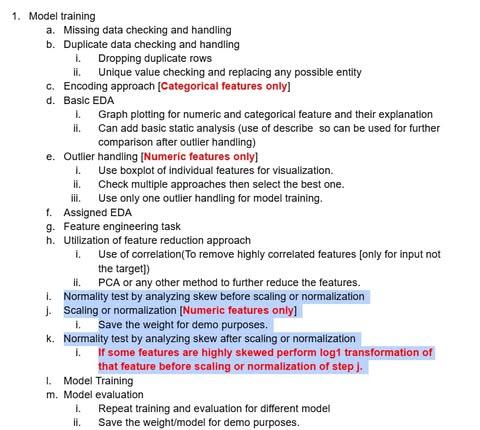 1. Model training
a. Missing data checking and handling
b. Duplicate data checking and handling
i. Dropping duplicate rows
ii. Unique value checking and replacing any possible entity
c. Encoding approach [Categorical features only]
d. Basic EDA
i. Graph plotting for numeric and categorical feature and their explanation
ii. Can add basic static analysis (use of describe so can be used for further
comparison after outlier handling)
e. Outlier handling [Numeric features only]
i. Use boxplot of individual features for visualization.
ii. Check multiple approaches then select the best one.
iii. Use only one outlier handling for model training.
f. Assigned EDA
g. Feature engineering task
h. Utilization of feature reduction approach
i. Use of correlation(To remove highly correlated features [only for input not
the target])
ii. PCA or any other method to further reduce the features.
i. Normality test by analyzing skew before scaling or normalization
j. Scaling or normalization [Numeric features only]
i. Save the weight for demo purposes.
k. Normality test by analyzing skew after scaling or normalization
i. If some features are highly skewed perform log1 transformation of
that feature before scaling or normalization of step j.
l. Model Training
m. Model evaluation
i. Repeat training and evaluation for different model
ii. Save the weight/model for demo purposes.